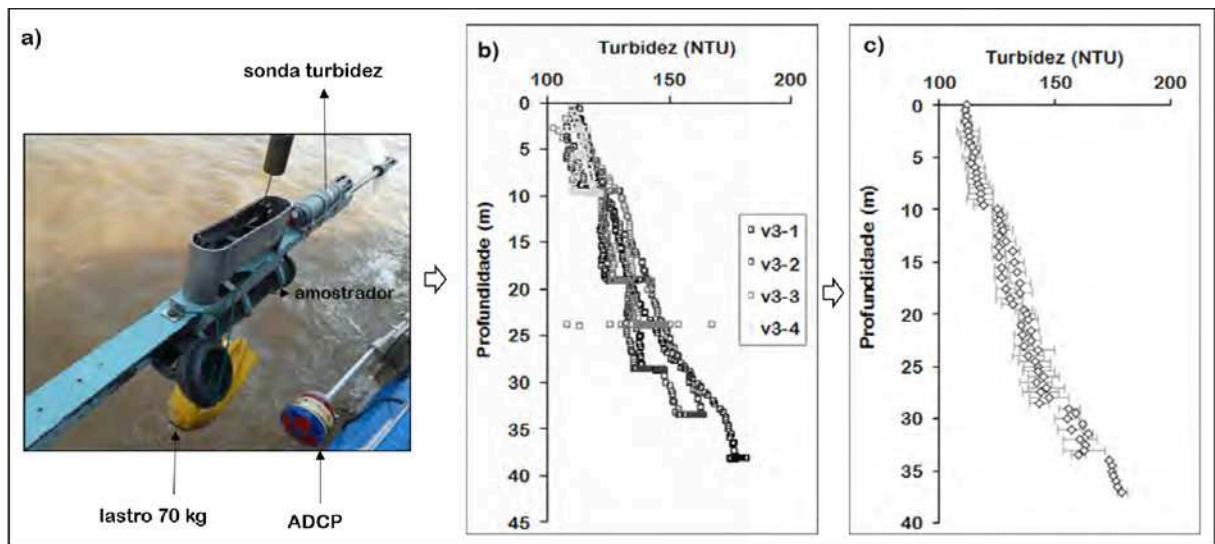 a)
sonda turbidez
amostrador
lastro 70 kg
ADCP
b)
Turbidez (NTU)
100 150 200
Profundidade (m)
0
5
10
15
20
25
30
35
40
45
v3-1
v3-2
v3-3
v3-4
c)
Turbidez (NTU)
100 150 200
Profundidade (m)
0
5
10
15
20
25
30
35
40